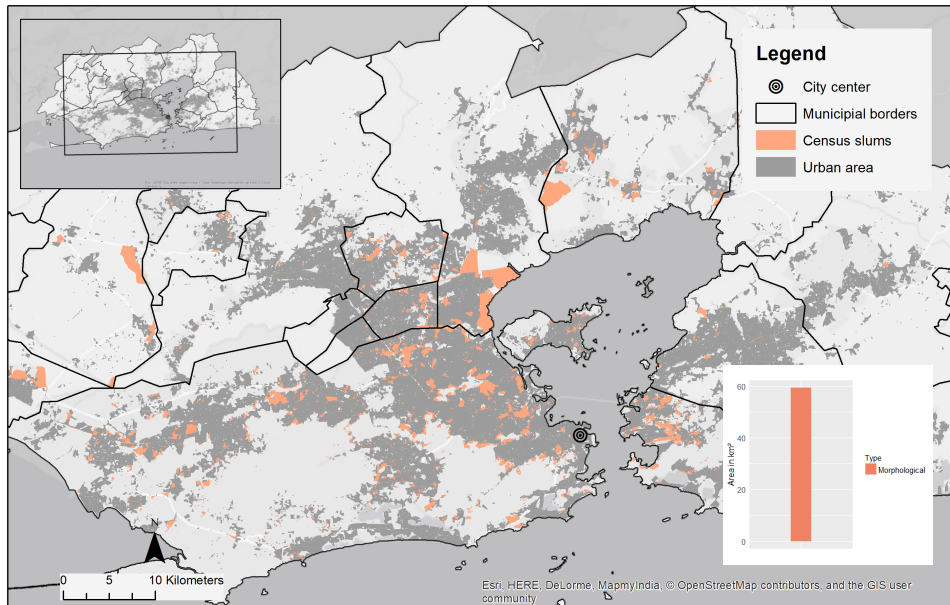 Legend
City center
Municipial borders
Census slums
Urban area
60
40
20
0
Area in km²
Type
Morphological
N
0 5 10 Kilometers
Esri, HERE, DeLorme, MapmyIndia, © OpenStreetMap contributors, and the GIS user
community